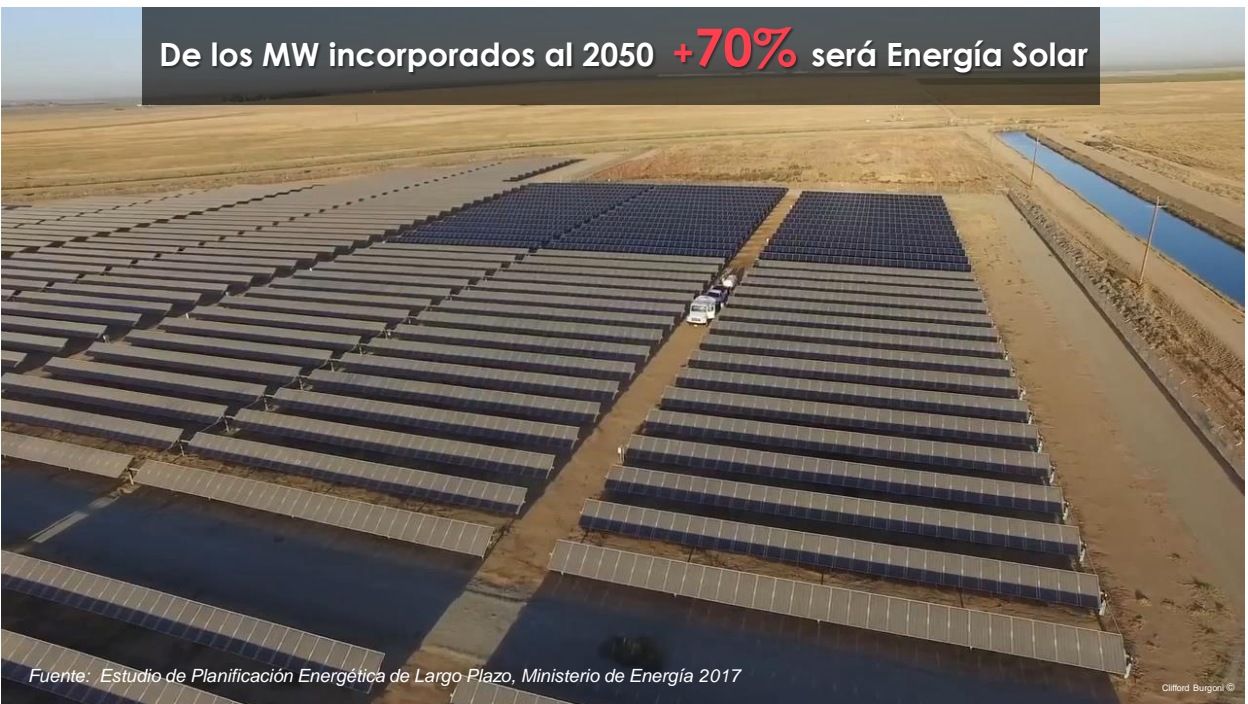 De los MW incorporados al 2050 +70% será Energía Solar
Fuente: Estudio de Planificación Energética de Largo Plazo, Ministerio de Energía 2017
Clifford Burgoni ©